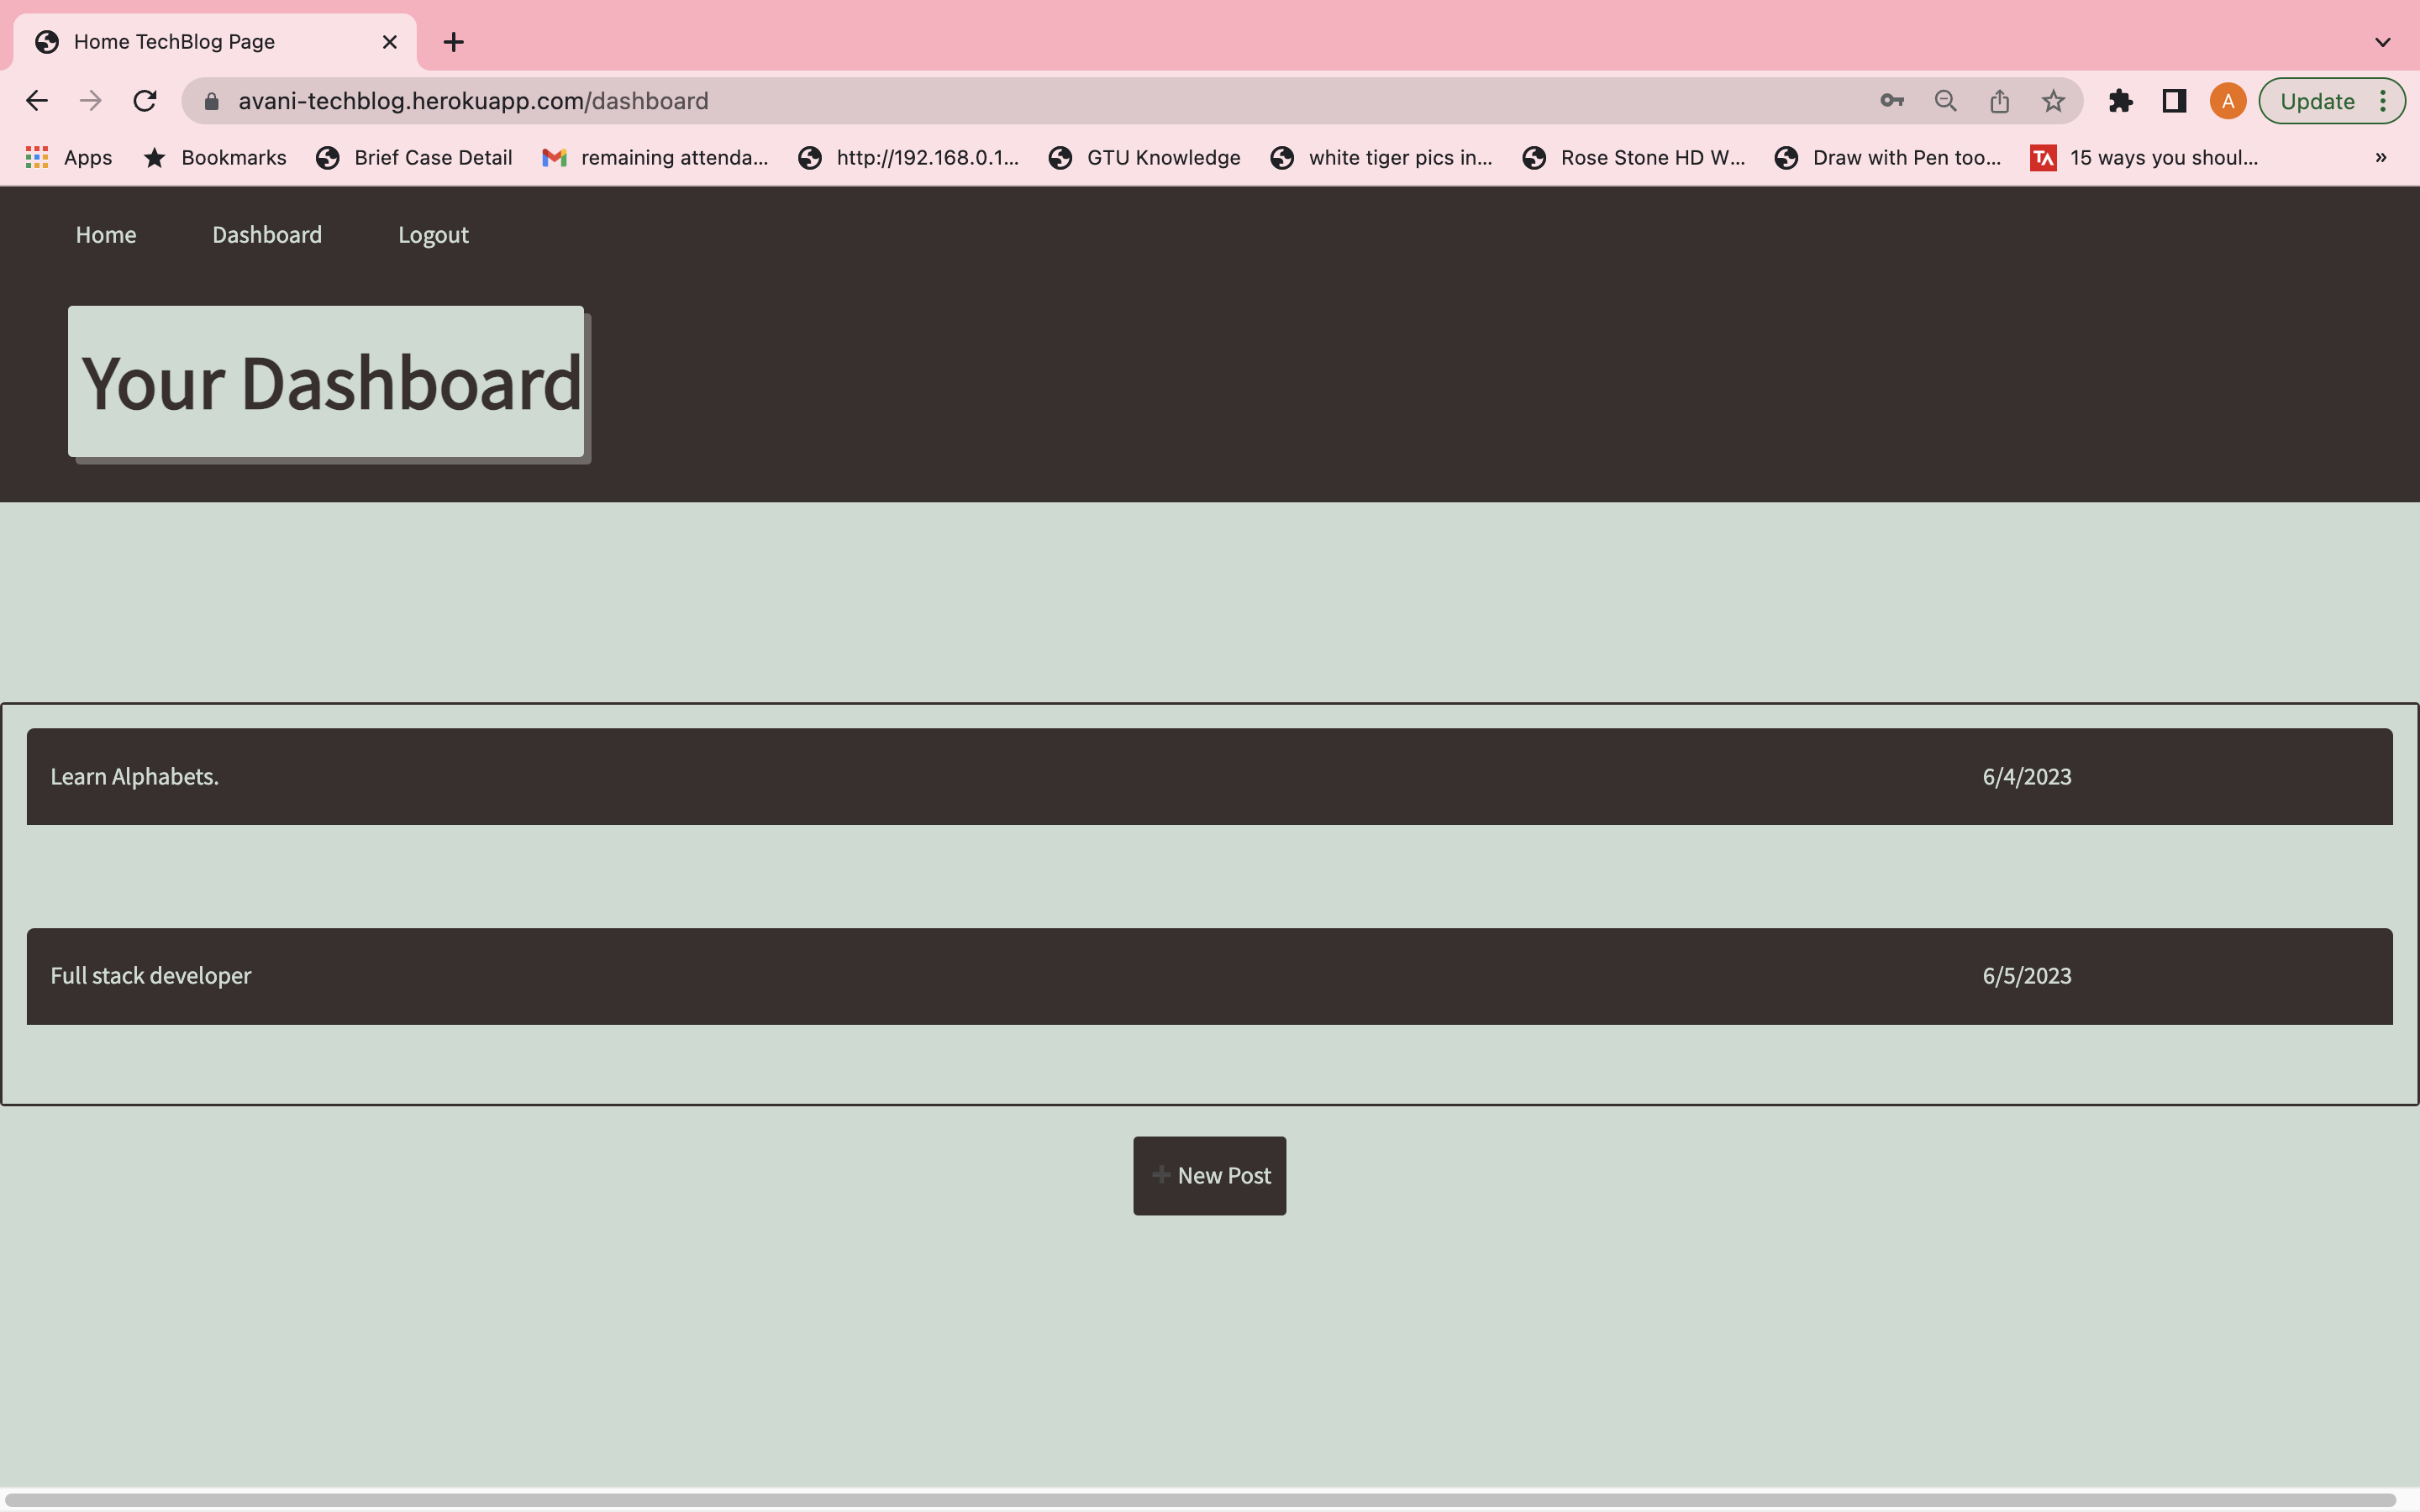 Home TechBlog Page
avani-techblog.herokuapp.com/dashboard
A
Update
Apps
Bookmarks
Brief Case Detail
remaining attenda...
http://192.168.0.1...
GTU Knowledge
white tiger pics in...
Rose Stone HD W...
Draw with Pen too...
TA
15 ways you shoul...
»
Home
Dashboard
Logout
Your Dashboard
Learn Alphabets.
6/4/2023
Full stack developer
6/5/2023
New Post